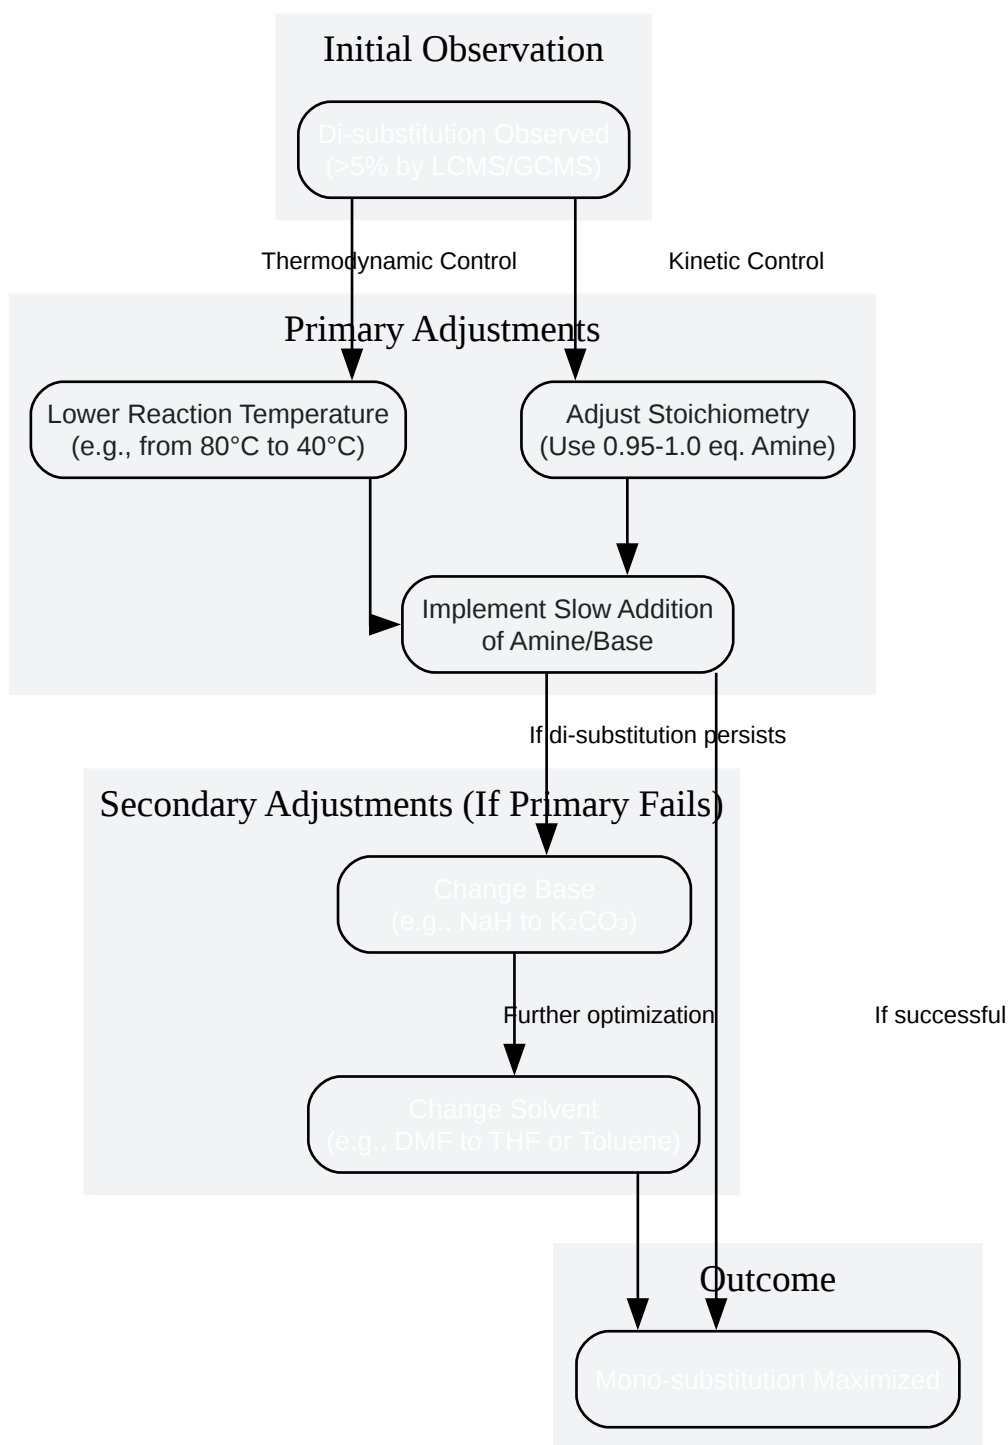 Initial Observation
Di-substitution Observed
(>5% by LCMS/GCMS)
Thermodynamic Control
Kinetic Control
Primary Adjustments
Lower Reaction Temperature
(e.g., from 80°C to 40°C)
Adjust Stoichiometry
(Use 0.95-1.0 eq. Amine)
Implement Slow Addition
of Amine/Base
If di-substitution persists
Secondary Adjustments (If Primary Fails)
Change Base
(e.g., NaH to K₂CO₃)
Further optimization
If successful
Change Solvent
(e.g., DMF to THF or Toluene)
Outcome
Mono-substitution Maximized